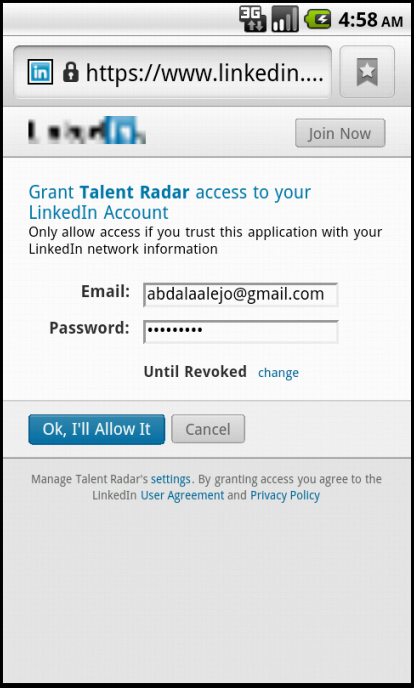 3G 4:58 AM
in https://www.linkedin....
Join Now
Grant Talent Radar access to your
LinkedIn Account
Only allow access if you trust this application with your
LinkedIn network information
Email: abdalaalejo@gmail.com
Password: •••••••••
Until Revoked change
Ok, I'll Allow It Cancel
Manage Talent Radar's settings. By granting access you agree to the
LinkedIn User Agreement and Privacy Policy